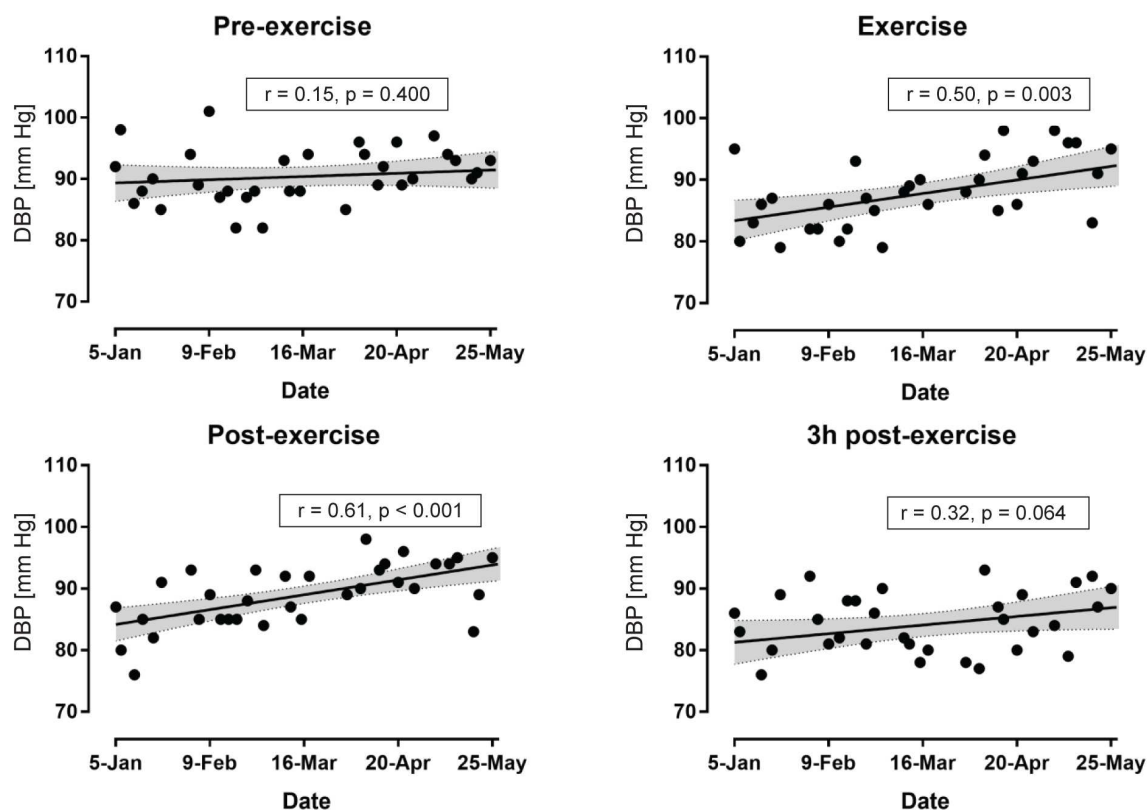 Pre-exercise
110
100
90
80
70
DBP [mm Hg]
r = 0.15, p = 0.400
5-Jan 9-Feb 16-Mar 20-Apr 25-May
Date
Exercise
110
100
90
80
70
DBP [mm Hg]
r = 0.50, p = 0.003
5-Jan 9-Feb 16-Mar 20-Apr 25-May
Date
Post-exercise
110
100
90
80
70
DBP [mm Hg]
r = 0.61, p < 0.001
5-Jan 9-Feb 16-Mar 20-Apr 25-May
Date
3h post-exercise
110
100
90
80
70
DBP [mm Hg]
r = 0.32, p = 0.064
5-Jan 9-Feb 16-Mar 20-Apr 25-May
Date